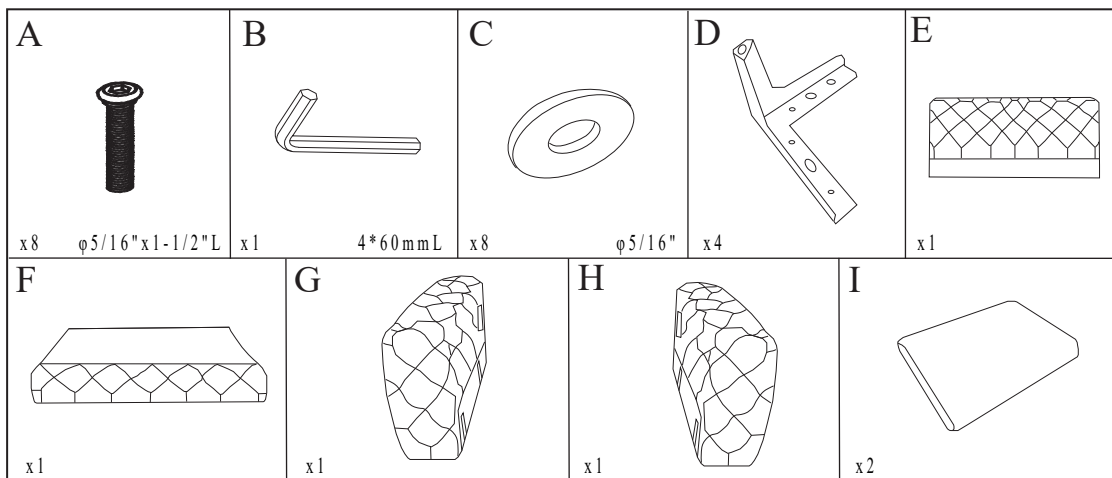 A
B
C
D
E
x8 φ5/16"x1-1/2"L
x1 4*60mmL
x8 φ5/16"
x4
x1
F
G
H
I
x1
x1
x1
x2